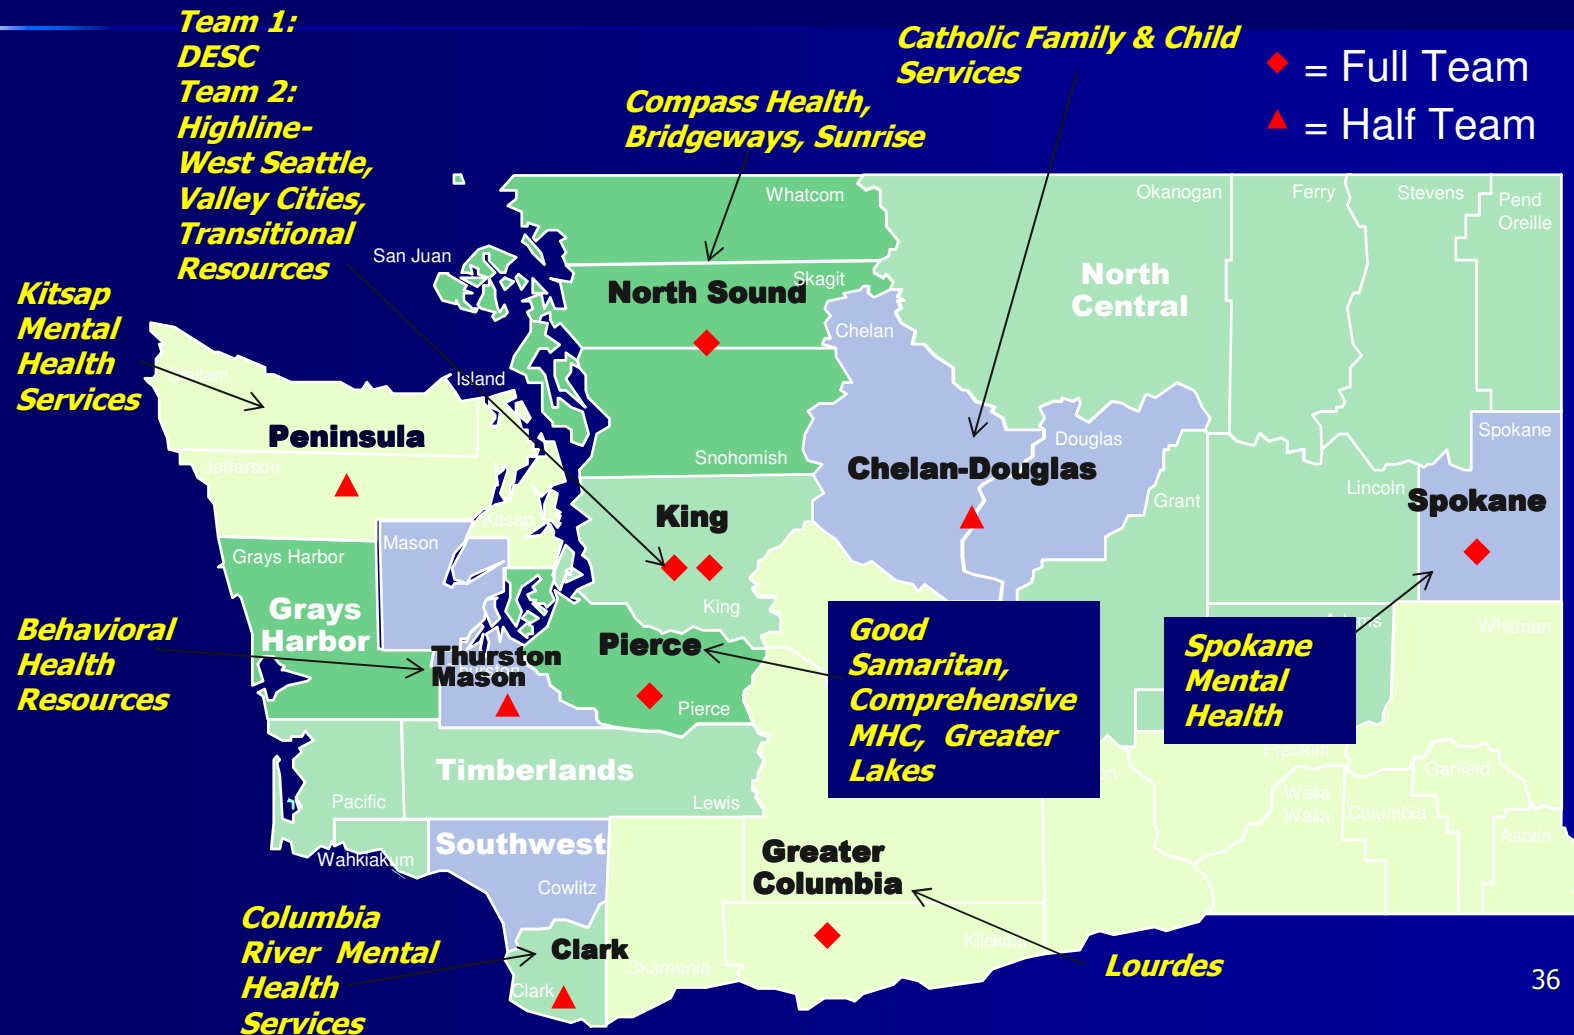 Team 1:
DESC
Team 2:
Highline-
West Seattle,
Valley Cities,
Transitional
Resources
Catholic Family & Child
Services
= Full Team
= Half Team
Compass Health,
Bridgeways, Sunrise
Kitsap
Mental
Health
Services
Behavioral
Health
Resources
Columbia
River Mental
Health
Services
Good
Samaritan,
Comprehensive
MHC, Greater
Lakes
Spokane
Mental
Health
Lourdes
San Juan
Whatcom
Okanogan
Ferry
Stevens
Pend
Oreille
Skagit
North Sound
North
Central
Chelan
Island
Clallam
Peninsula
Jefferson
Snohomish
Douglas
Chelan-Douglas
Spokane
Spokane
Lincoln
Grant
King
King
Kitsap
Mason
Grays Harbor
Grays
Harbor
Thurston
Mason
Thurston
Pierce
Pierce
Adams
Whitman
Timberlands
Pacific
Lewis
Wahkiakum
Southwest
Cowlitz
Clark
Clark
Skamania
Greater
Columbia
Klickitat
Franklin
Walla
Walla
Columbia
Garfield
Asotin
36